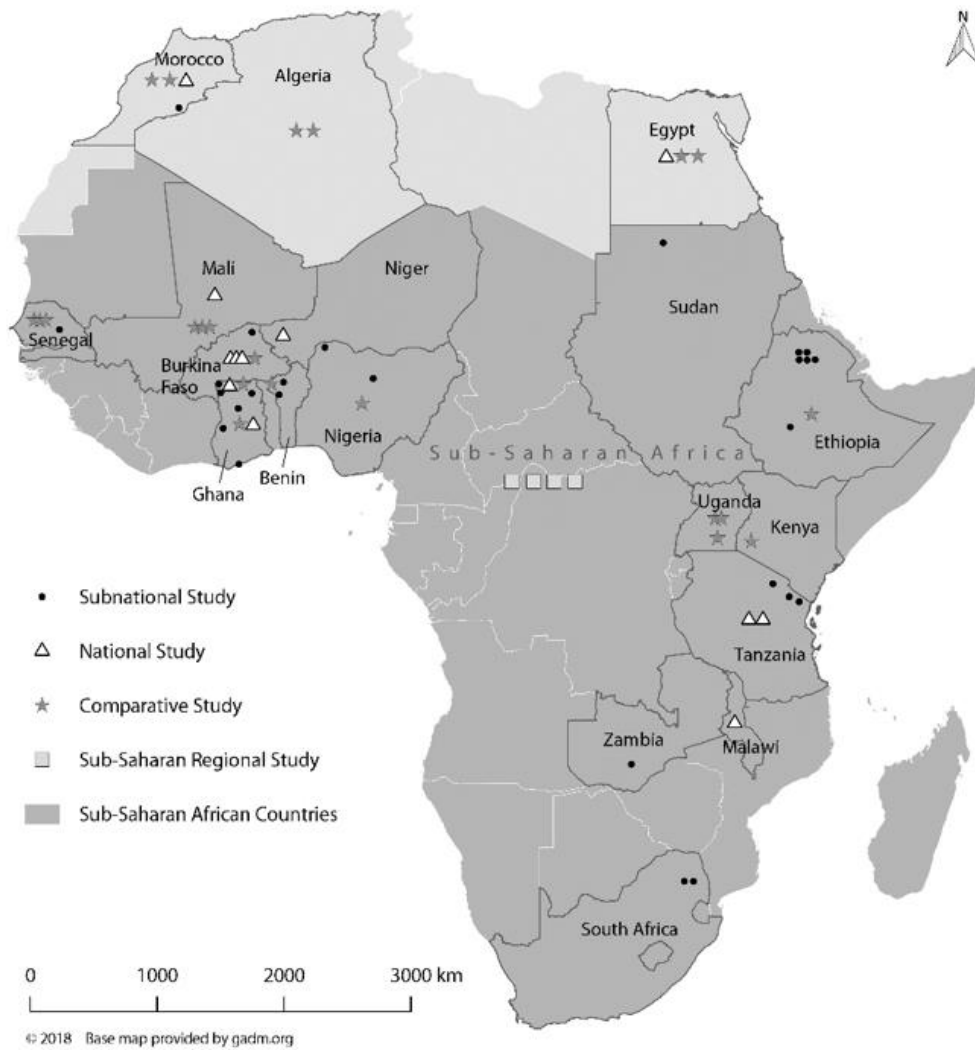 N
Morocco
Algeria
Egypt
Mali
Niger
Sudan
Senegal
Burkina
Faso
Nigeria
Ethiopia
Sub-Saharan Africa
Ghana
Benin
Uganda
Kenya
Subnational Study
National Study
Tanzania
Comparative Study
Zambia
Malawi
Sub-Saharan Regional Study
Sub-Saharan African Countries
South Africa
0 1000 2000 3000 km
© 2018 Base map provided by gadm.org